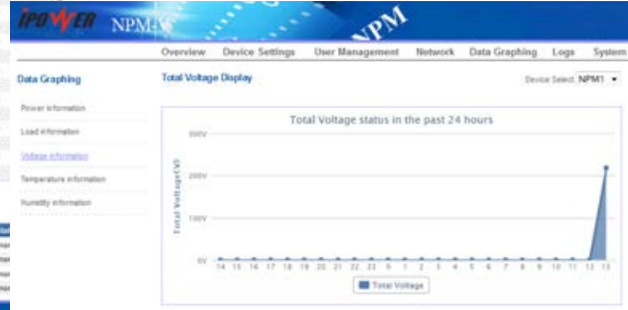 iPOWER NPM-V
NPM
Overview Device Settings User Management Network Data Graphing Logs System
Data Graphing
Total Voltage Display
Device Select NPM1
Power information
Load information
Voltage information
Temperature information
Humidity information
Total Voltage status in the past 24 hours
300V
200V
100V
0V
Total Voltage(V)
14 15 16 17 18 19 20 21 22 23 0 1 2 3 4 5 6 7 8 9 10 11 12 13
Total Voltage